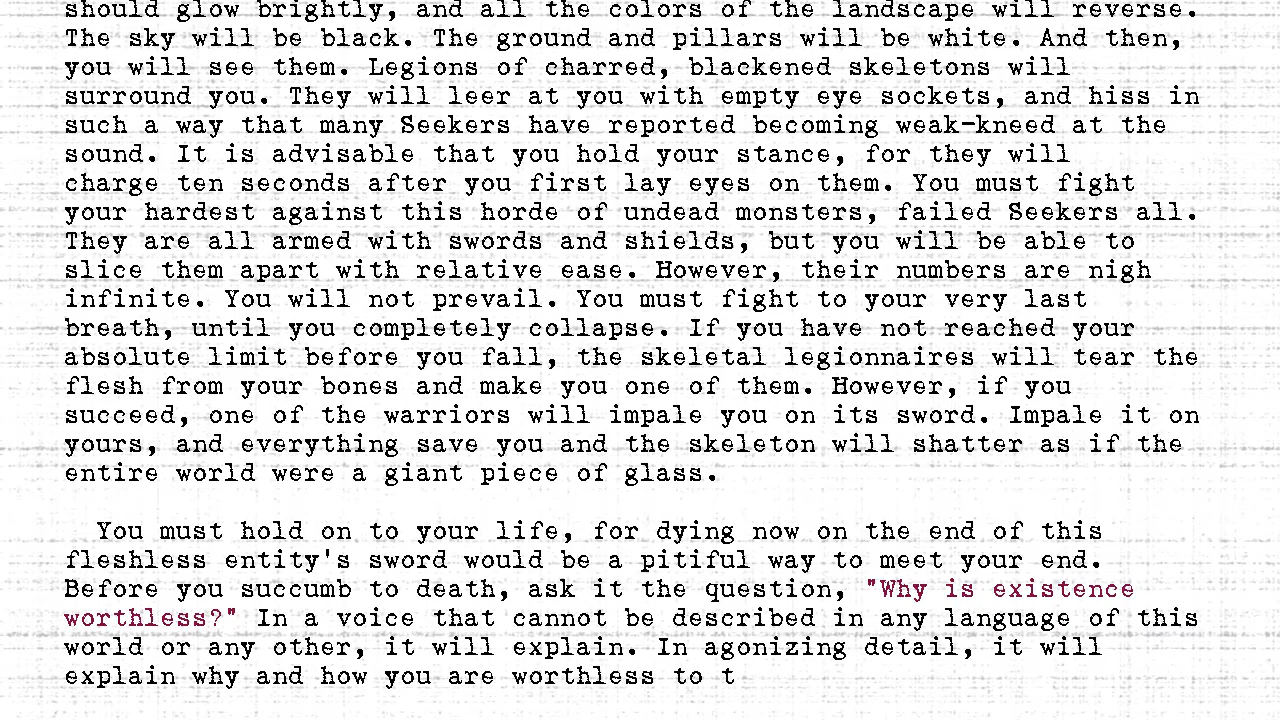 should glow brightly, and all the colors of the landscape will reverse.
The sky will be black. The ground and pillars will be white. And then,
you will see them. Legions of charred, blackened skeletons will
surround you. They will leer at you with empty eye sockets, and hiss in
such a way that many Seekers have reported becoming weak-kneed at the
sound. It is advisable that you hold your stance, for they will
charge ten seconds after you first lay eyes on them. You must fight
your hardest against this horde of undead monsters, failed Seekers all.
They are all armed with swords and shields, but you will be able to
slice them apart with relative ease. However, their numbers are nigh
infinite. You will not prevail. You must fight to your very last
breath, until you completely collapse. If you have not reached your
absolute limit before you fall, the skeletal legionnaires will tear the
flesh from your bones and make you one of them. However, if you
succeed, one of the warriors will impale you on its sword. Impale it on
yours, and everything save you and the skeleton will shatter as if the
entire world were a giant piece of glass.
You must hold on to your life, for dying now on the end of this
fleshless entity's sword would be a pitiful way to meet your end.
Before you succumb to death, ask it the question, "Why is existence
worthless?" In a voice that cannot be described in any language of this
world or any other, it will explain. In agonizing detail, it will
explain why and how you are worthless to t